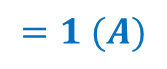 = 1 (A)